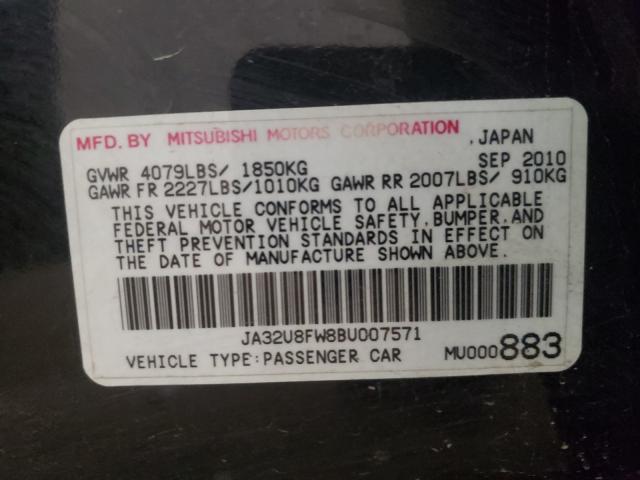 MFD. BY MITSUBISHI MOTORS CORPORATION , JAPAN
GVWR 4079LBS/ 1850KG SEP 2010
GAWR FR 2227LBS/1010KG GAWR RR 2007LBS/ 910KG
THIS VEHICLE CONFORMS TO ALL APPLICABLE
FEDERAL MOTOR VEHICLE SAFETY, BUMPER, AND
THEFT PREVENTION STANDARDS IN EFFECT ON
THE DATE OF MANUFACTURE SHOWN ABOVE.
JA32U8FW8BU007571
VEHICLE TYPE:PASSENGER CAR MU000883